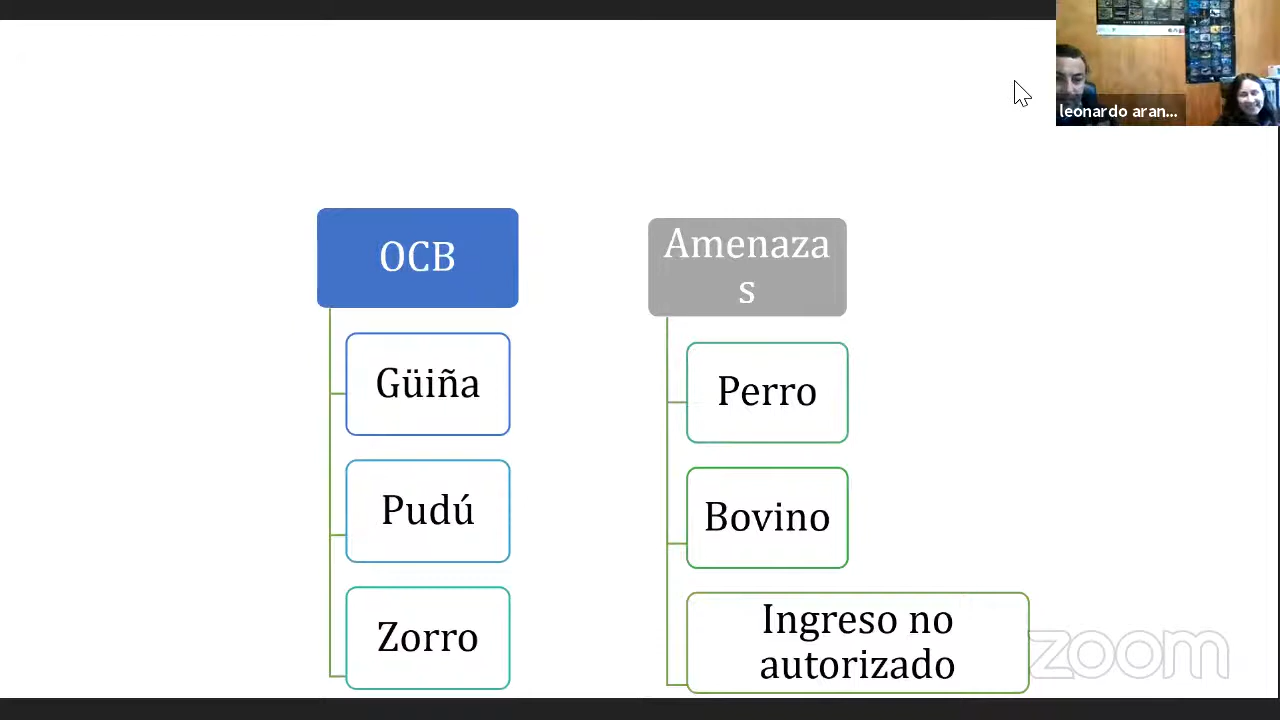 leonardo aran...
OCB
Güiña
Pudú
Zorro
Amenaza
s
Perro
Bovino
Ingreso no
autorizado
zoom